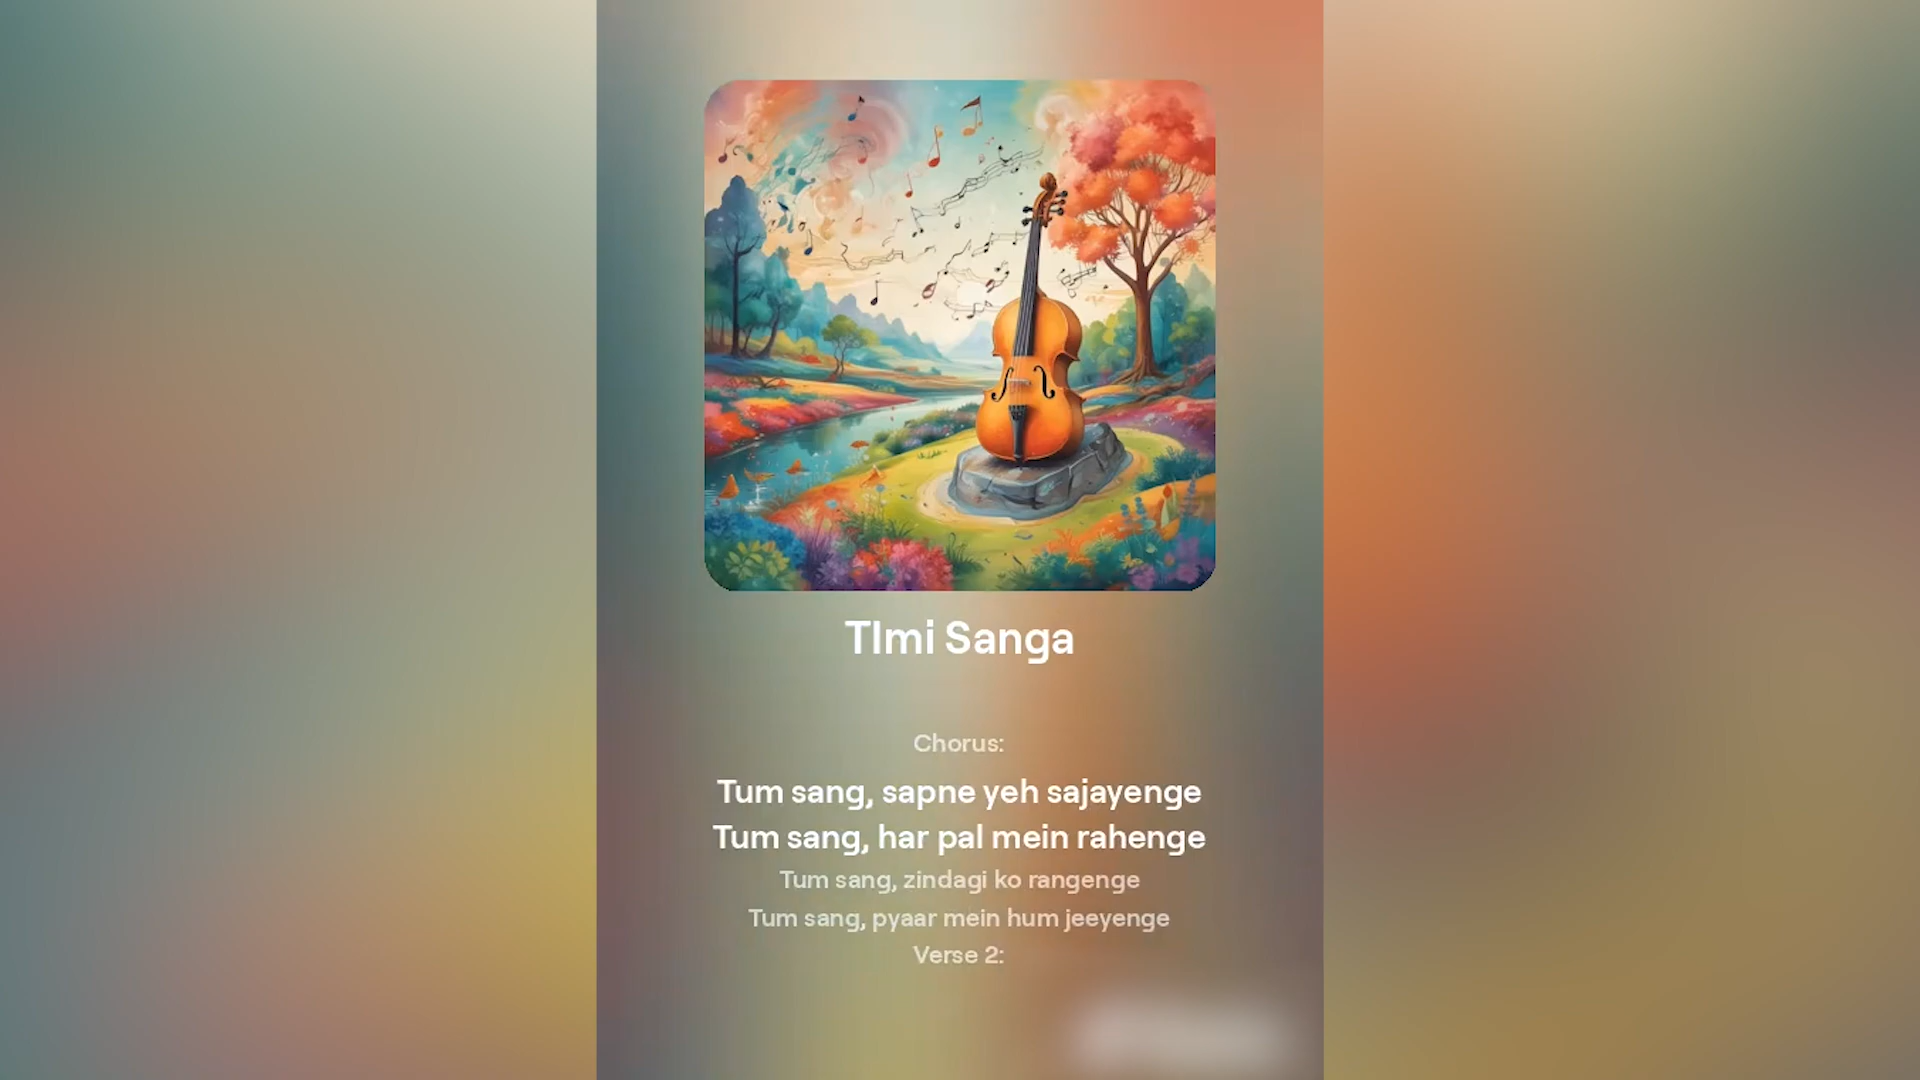 TImi Sanga
Chorus:
Tum sang, sapne yeh sajayenge
Tum sang, har pal mein rahenge
Tum sang, zindagi ko rangenge
Tum sang, pyaar mein hum jeeyenge
Verse 2: